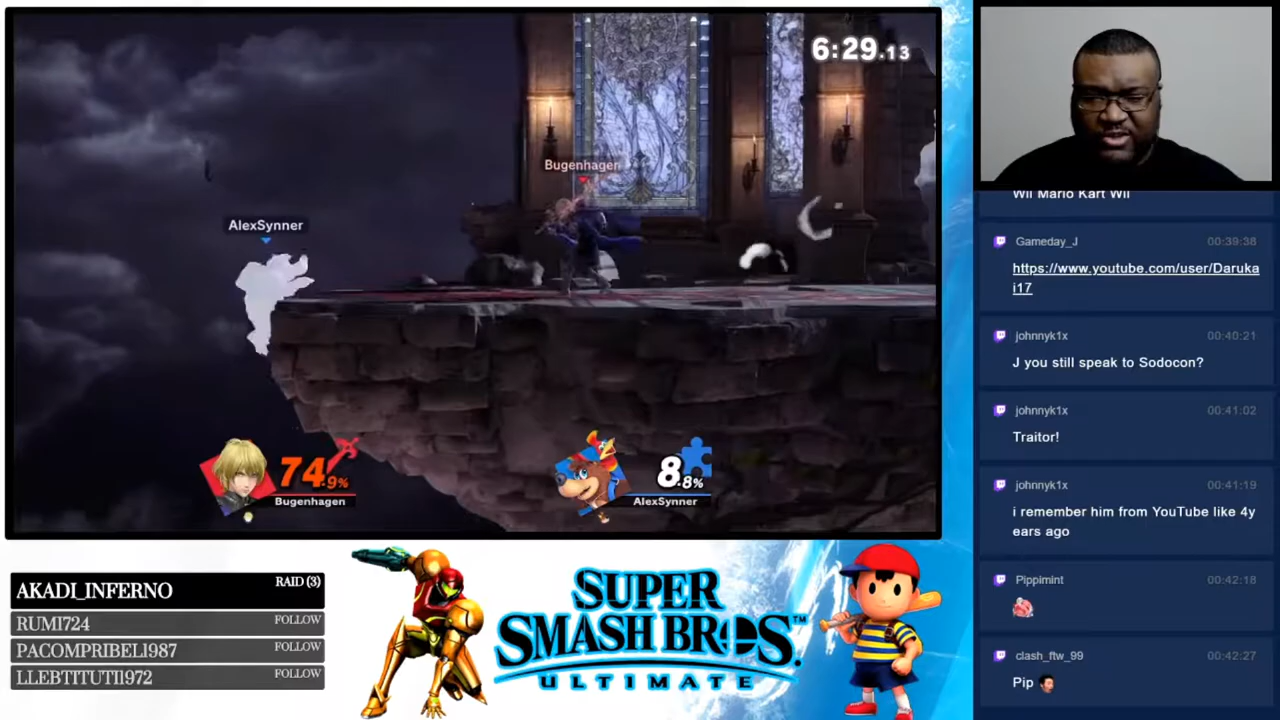 6:29.13
Bugenhagen
AlexSynner
74.9%
Bugenhagen
8.8%
AlexSynner
AKADI_INFERNO RAID (3)
RUMI724 FOLLOW
PACOMPRIBEL1987 FOLLOW
LLEBTITUTI1972 FOLLOW
SUPER
SMASH BROS.™
ULTIMATE
Wii Mario Kart Wii
Gameday_J 00:39:38
https://www.youtube.com/user/Daruka
i17
johnnyk1x 00:40:21
J you still speak to Sodocon?
johnnyk1x 00:41:02
Traitor!
johnnyk1x 00:41:19
i remember him from YouTube like 4y
ears ago
Pippimint 00:42:18
clash_ftw_99 00:42:27
Pip